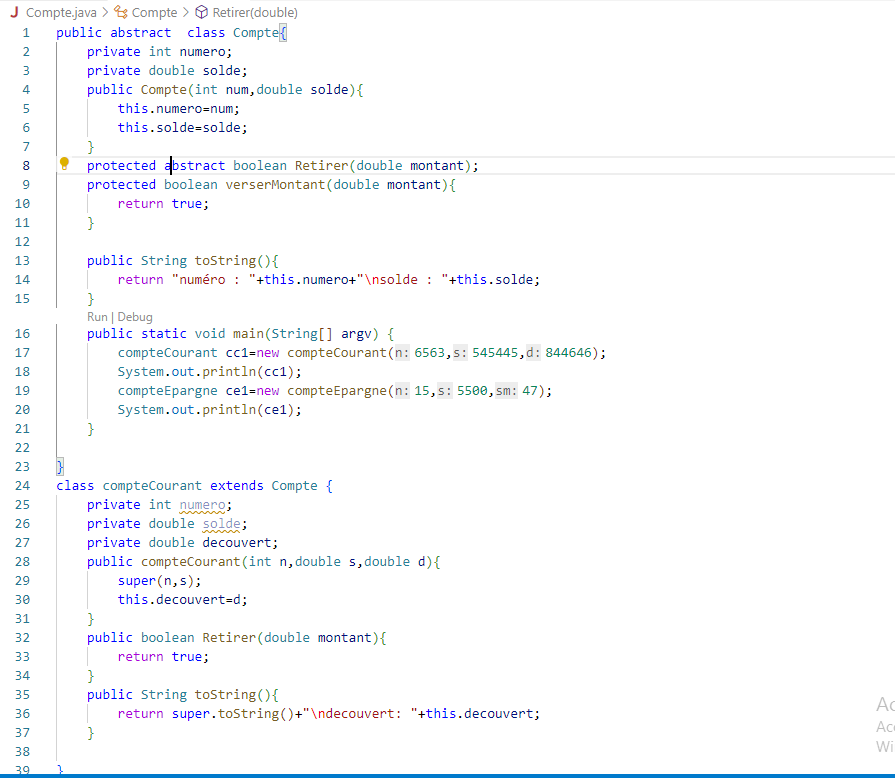 J Compte.java > Compte > Retirer(double)
1 public abstract  class Compte{
2     private int numero;
3     private double solde;
4     public Compte(int num,double solde){
5         this.numero=num;
6         this.solde=solde;
7     }
8     protected abstract boolean Retirer(double montant);
9     protected boolean verserMontant(double montant){
10         return true;
11     }
12
13     public String toString(){
14         return "numéro : "+this.numero+"\nsolde : "+this.solde;
15     }
Run | Debug
16     public static void main(String[] argv) {
17         compteCourant cc1=new compteCourant(n: 6563,s: 545445,d: 844646);
18         System.out.println(cc1);
19         compteEpargne ce1=new compteEpargne(n: 15,s: 5500,sm: 47);
20         System.out.println(ce1);
21     }
22
23 }
24 class compteCourant extends Compte {
25     private int numero;
26     private double solde;
27     private double decouvert;
28     public compteCourant(int n,double s,double d){
29         super(n,s);
30         this.decouvert=d;
31     }
32     public boolean Retirer(double montant){
33         return true;
34     }
35     public String toString(){
36         return super.toString()+"\ndecouvert: "+this.decouvert;
37     }
38
39 }
Ac
Acc
Wi